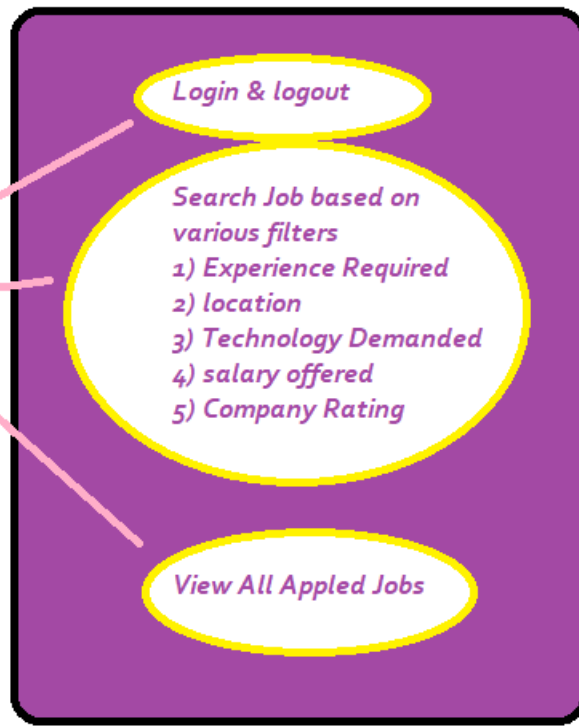 Login & logout
Search Job based on
various filters
1) Experience Required
2) location
3) Technology Demanded
4) salary offered
5) Company Rating
View All Appled Jobs